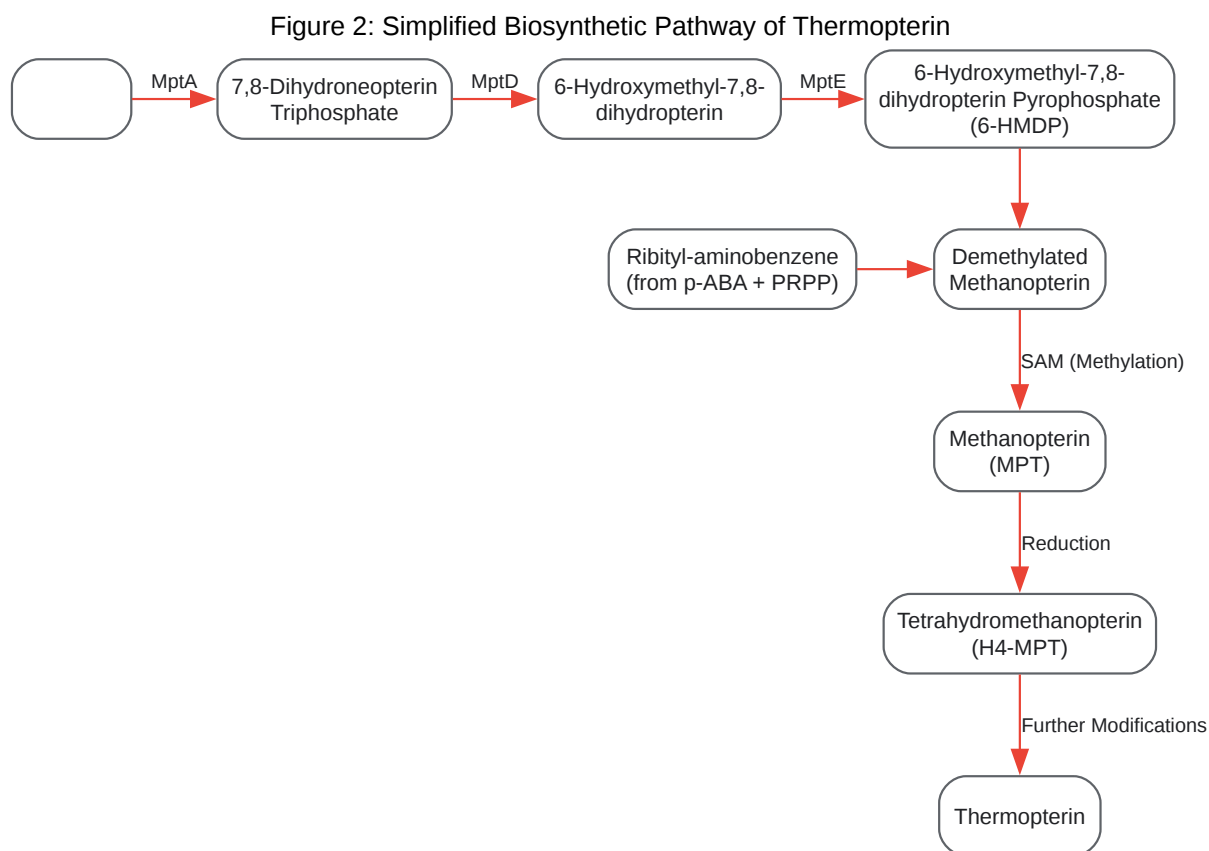 Figure 2: Simplified Biosynthetic Pathway of Thermopterin
MptA
7,8-Dihydroneopterin
Triphosphate
MptD
6-Hydroxymethyl-7,8-
dihydropterin
MptE
6-Hydroxymethyl-7,8-
dihydropterin Pyrophosphate
(6-HMDP)
Ribityl-aminobenzene
(from p-ABA + PRPP)
Demethylated
Methanopterin
SAM (Methylation)
Methanopterin
(MPT)
Reduction
Tetrahydromethanopterin
(H4-MPT)
Further Modifications
Thermopterin